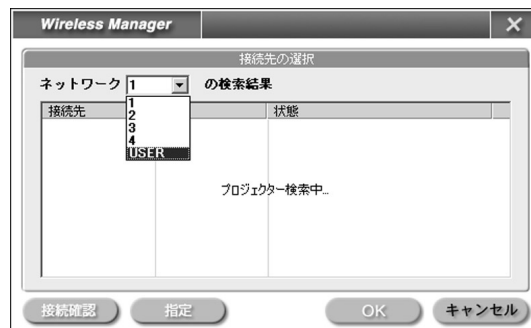 Wireless Manager ×
接続先の選択
ネットワーク 1 の検索結果
接続先 状態
1
2
3
4
USER
プロジェクター検索中...
接続確認 指定 OK キャンセル